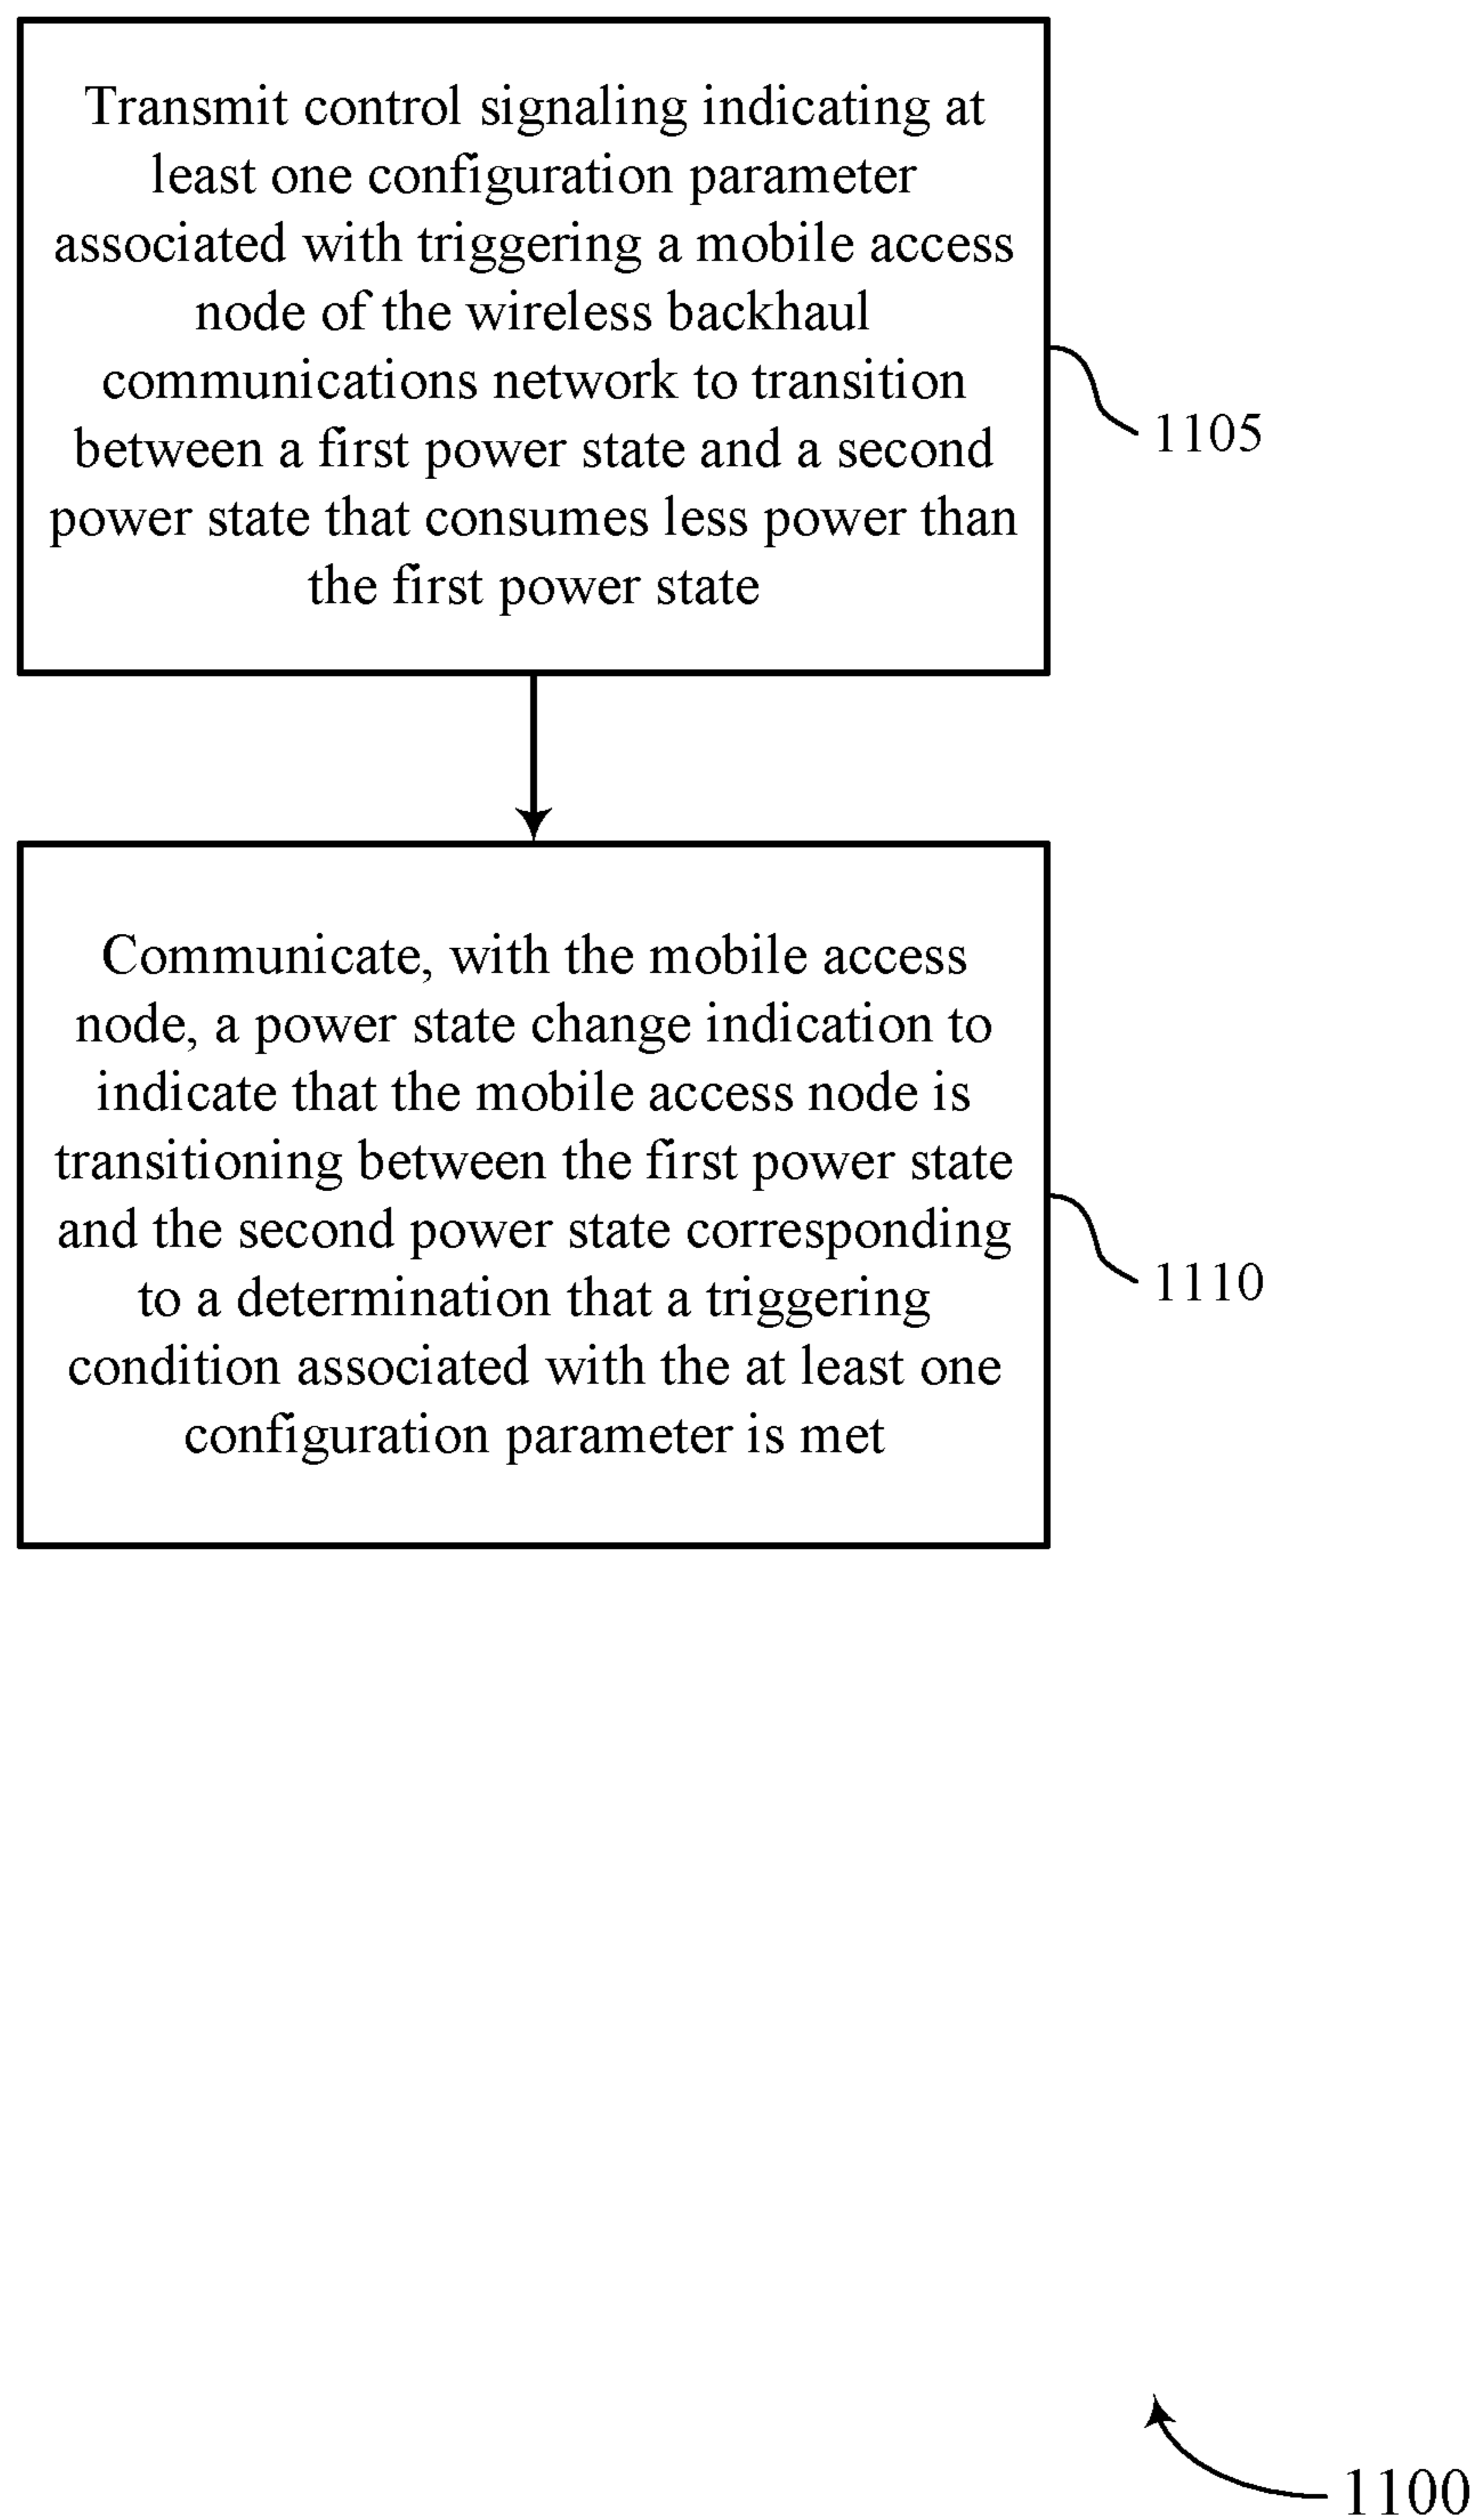 Transmit control signaling indicating at
least one configuration parameter
associated with triggering a mobile access
node of the wireless backhaul
communications network to transition
between a first power state and a second
power state that consumes less power than
the first power state
1105
Communicate, with the mobile access
node, a power state change indication to
indicate that the mobile access node is
transitioning between the first power state
and the second power state corresponding
to a determination that a triggering
condition associated with the at least one
configuration parameter is met
1110
1100